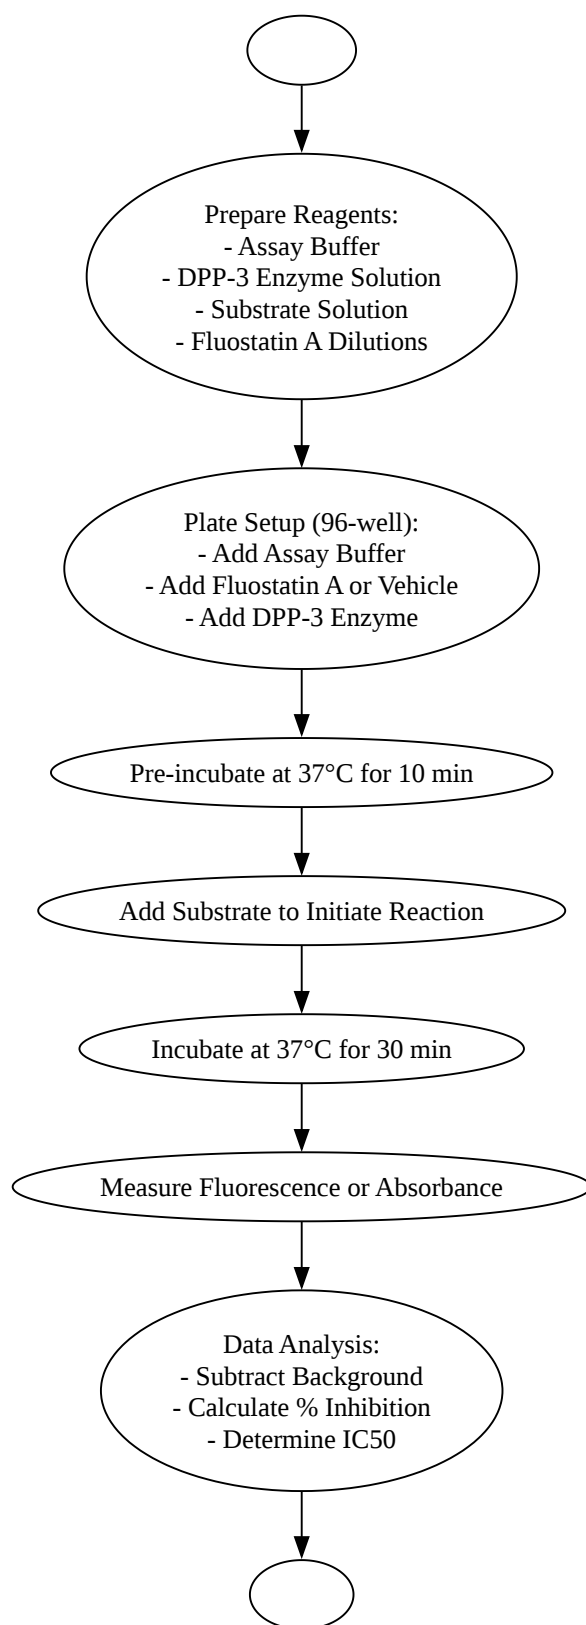 Prepare Reagents:
- Assay Buffer
- DPP-3 Enzyme Solution
- Substrate Solution
- Fluostatin A Dilutions
Plate Setup (96-well):
- Add Assay Buffer
- Add Fluostatin A or Vehicle
- Add DPP-3 Enzyme
Pre-incubate at 37°C for 10 min
Add Substrate to Initiate Reaction
Incubate at 37°C for 30 min
Measure Fluorescence or Absorbance
Data Analysis:
- Subtract Background
- Calculate % Inhibition
- Determine IC50